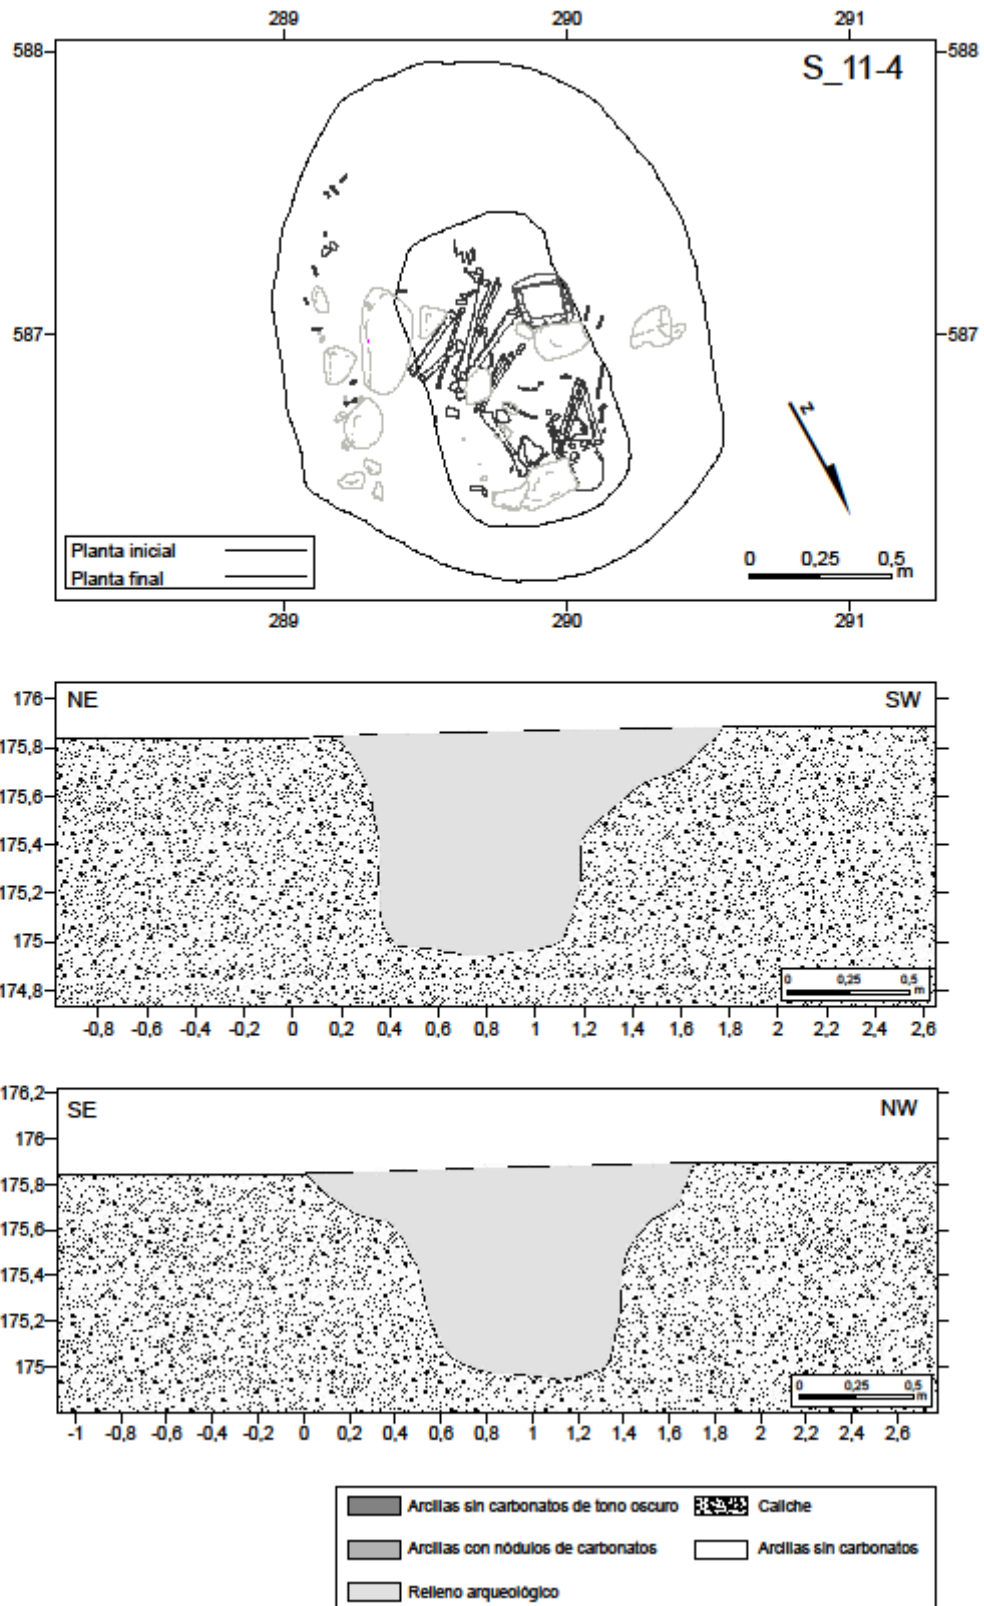 289 290 291
588 588
S_11-4
587 587
N
Planta inicial
Planta final
0 0,25 0,5
m
289 290 291
176 NE SW
175,8
175,6
175,4
175,2
175
174,8
0 0,25 0,5
m
-0,8 -0,6 -0,4 -0,2 0 0,2 0,4 0,6 0,8 1 1,2 1,4 1,6 1,8 2 2,2 2,4 2,6
176,2
SE NW
176
175,8
175,6
175,4
175,2
175
0 0,25 0,5
m
-1 -0,8 -0,6 -0,4 -0,2 0 0,2 0,4 0,6 0,8 1 1,2 1,4 1,6 1,8 2 2,2 2,4 2,6
Arcillas sin carbonatos de tono oscuro Caliche
Arcillas con nódulos de carbonatos Arcillas sin carbonatos
Relleno arqueológico